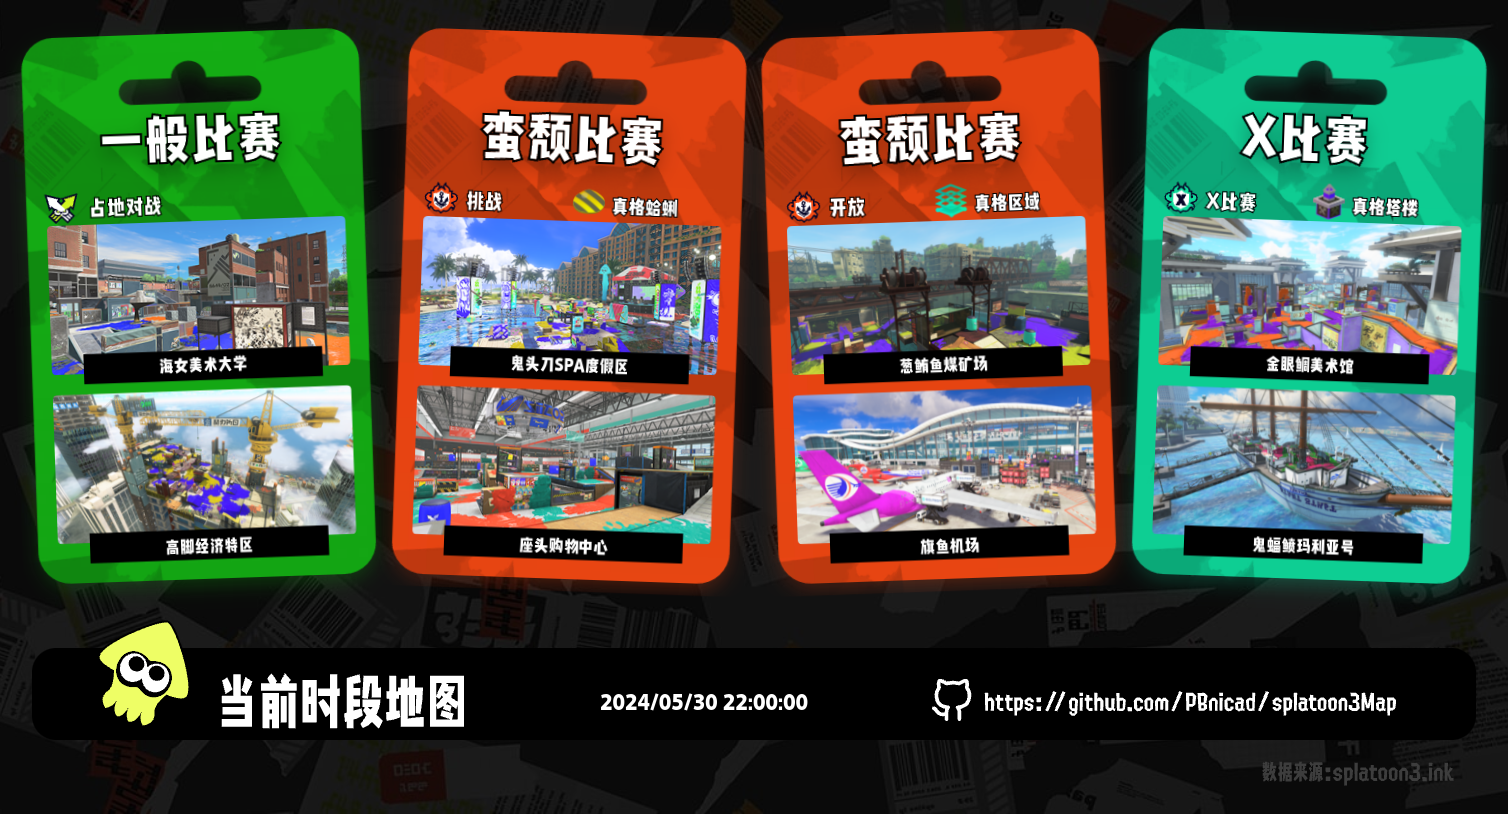 一般比赛
占地对战
海女美术大学
高脚经济特区
蛮颓比赛
挑战
真格蛤蜊
鬼头刀SPA度假区
座头购物中心
蛮颓比赛
开放
真格区域
葱鲔鱼煤矿场
旗鱼机场
X比赛
X比赛
真格塔楼
金眼鲷美术馆
鬼蝠鲼玛利亚号
当前时段地图
2024/05/30 22:00:00
https://github.com/PBnicad/splatoon3Map
数据来源:splatoon3.ink